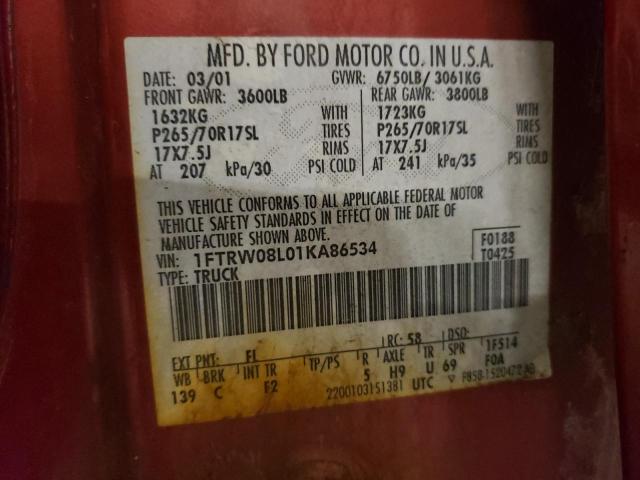 MFD. BY FORD MOTOR CO. IN U.S.A.
DATE: 03/01 GVWR: 6750LB/ 3061KG
FRONT GAWR: 3600LB REAR GAWR: 3800LB
1632KG WITH 1723KG WITH
P265/70R17SL TIRES P265/70R17SL TIRES
17X7.5J RIMS 17X7.5J RIMS
AT 207 kPa/30 PSI COLD AT 241 kPa/35 PSI COLD
THIS VEHICLE CONFORMS TO ALL APPLICABLE FEDERAL MOTOR
VEHICLE SAFETY STANDARDS IN EFFECT ON THE DATE OF
MANUFACTURE SHOWN ABOVE.
VIN: 1FTRW08L01KA86534 F0188
TYPE: TRUCK T0425
EXT PNT: FL RC: 58 DSO:
WB BRK INT TR TP/PS R AXLE TR SPR 1F514
139 C F2 5 H9 U 69 F0A
2200103151381 UTC